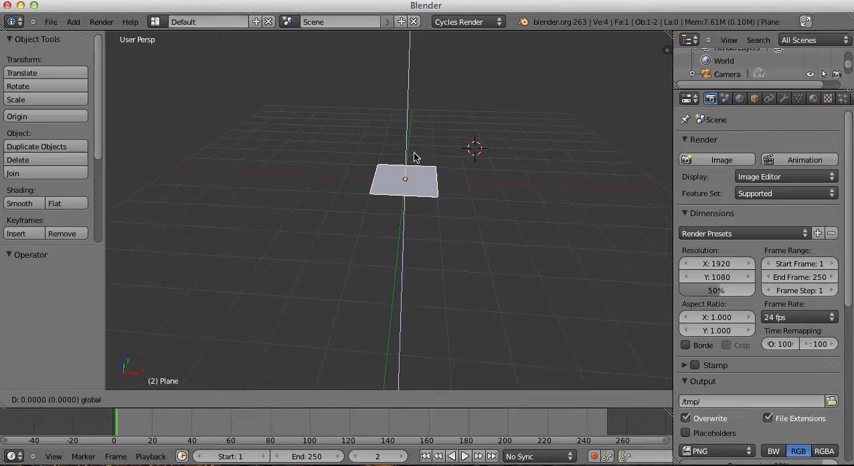 Blender
File Add Render Help Default Scene 3 Cycles Render blender.org 263 | Ve:4 | Fa:1 | Ob:1-2 | La:0 | Mem:7.61M (0.10M) | Plane
View Search All Scenes
Object Tools
User Persp
World
Camera
Transform:
Translate
Rotate
Scale
Origin
Object:
Duplicate Objects
Delete
Join
Shading:
Smooth Flat
Keyframes:
Insert Remove
Operator
Scene
Render
Image Animation
Display: Image Editor
Feature Set: Supported
Dimensions
Render Presets
Resolution: Frame Range:
X: 1920 Start Frame: 1
Y: 1080 End Frame: 250
50% Frame Step: 1
Aspect Ratio: Frame Rate:
X: 1.000 24 fps
Y: 1.000 Time Remapping:
Borde Crop O: 100 : 100
Stamp
Output
/tmp/
Overwrite File Extensions
Placeholders
PNG BW RGB RGBA
(2) Plane
D: 0.0000 (0.0000) global
-40 -20 0 20 40 60 80 100 120 140 160 180 200 220 240 260
View Marker Frame Playback Start: 1 End: 250 2 No Sync